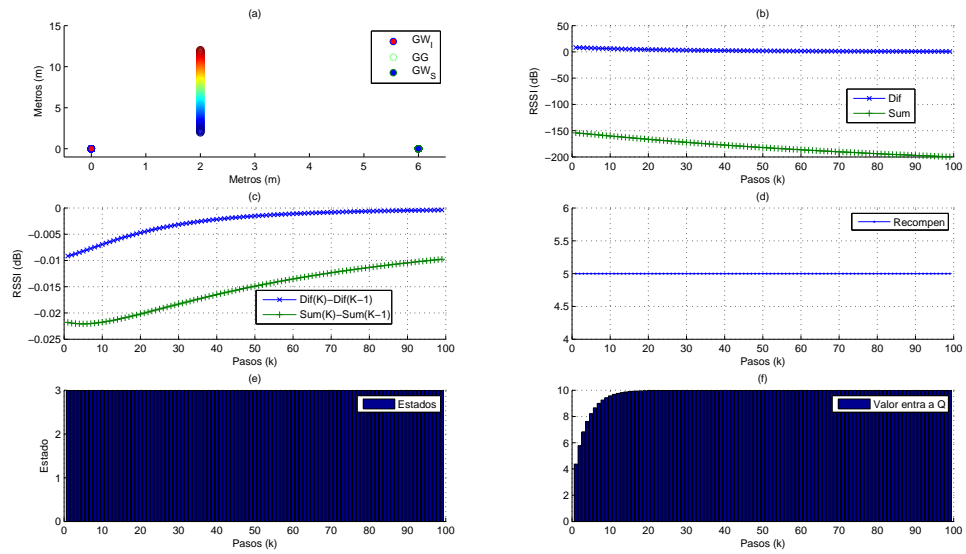 (a)
15
10
5
0
Metros (m)
0 1 2 3 4 5 6
Metros (m)
GW_I
GG
GW_S
(b)
50
0
−50
−100
−150
−200
RSSI (dB)
0 10 20 30 40 50 60 70 80 90 100
Pasos (k)
Dif
Sum
(c)
0
−0.005
−0.01
−0.015
−0.02
−0.025
RSSI (dB)
0 10 20 30 40 50 60 70 80 90 100
Pasos (k)
Dif(K)−Dif(K−1)
Sum(K)−Sum(K−1)
(d)
6
5.5
5
4.5
4
0 10 20 30 40 50 60 70 80 90 100
Pasos (k)
Recompen
(e)
3
2
1
0
Estado
0 10 20 30 40 50 60 70 80 90 100
Pasos (k)
Estados
(f)
10
8
6
4
2
0
0 10 20 30 40 50 60 70 80 90 100
Pasos (k)
Valor entra a Q